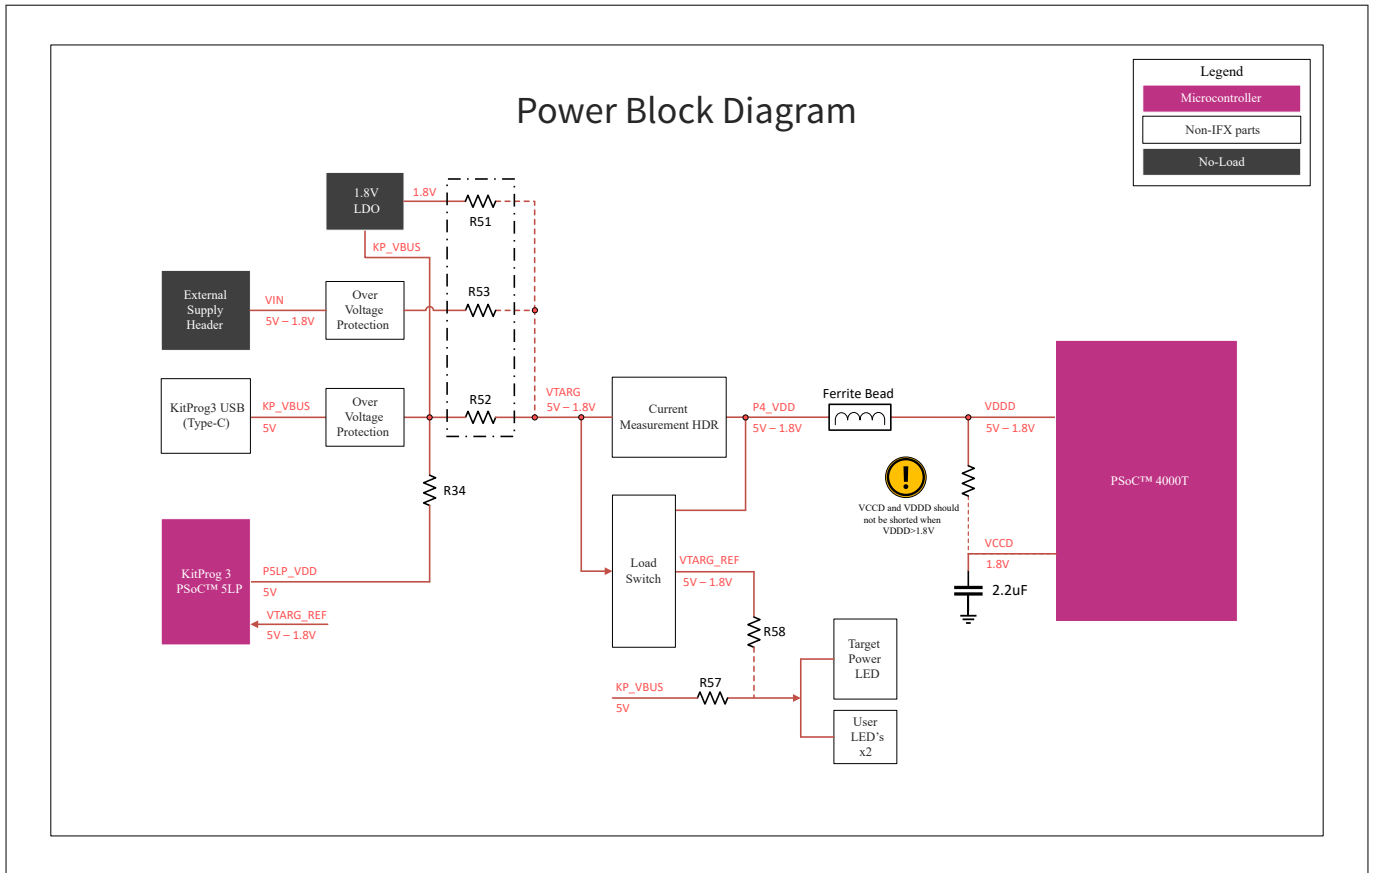 Legend
Microcontroller
Non-IFX parts
No-Load
Power Block Diagram
1.8V
LDO
1.8V
R51
KP_VBUS
External
Supply
Header
VIN
5V – 1.8V
Over
Voltage
Protection
R53
KitProg3 USB
(Type-C)
KP_VBUS
5V
Over
Voltage
Protection
R52
VTARG
5V – 1.8V
Current
Measurement HDR
P4_VDD
5V – 1.8V
Ferrite Bead
VDDD
5V – 1.8V
PSoC™ 4000T
VCCD and VDDD should
not be shorted when
VDDD>1.8V
R34
VCCD
1.8V
2.2uF
KitProg 3
PSoC™ 5LP
P5LP_VDD
5V
VTARG_REF
5V – 1.8V
Load
Switch
VTARG_REF
5V – 1.8V
R58
KP_VBUS
5V
R57
Target
Power
LED
User
LED's
x2